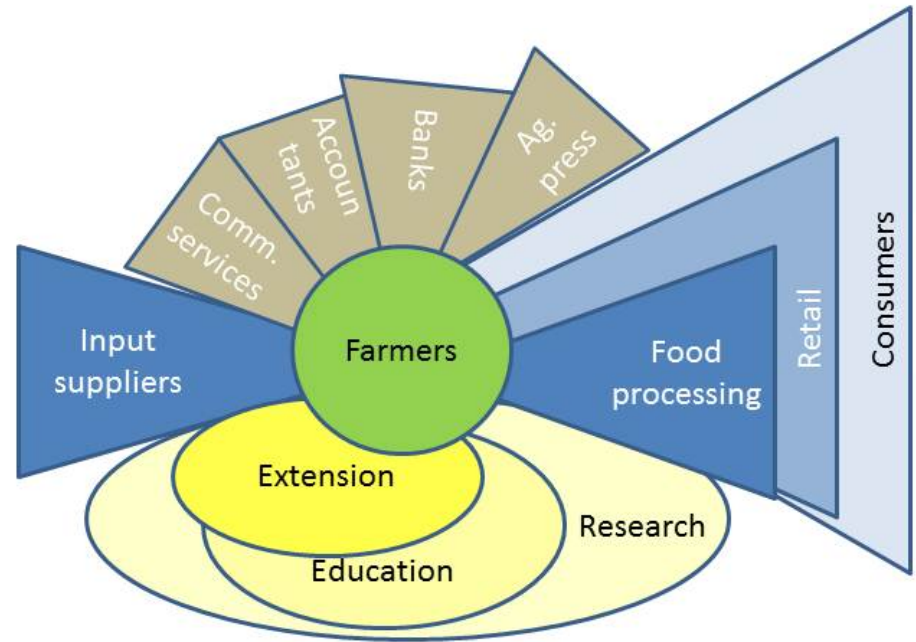 Comm.
services
Accoun
tants
Banks
Ag.
press
Input
suppliers
Farmers
Food
processing
Retail
Consumers
Extension
Education
Research